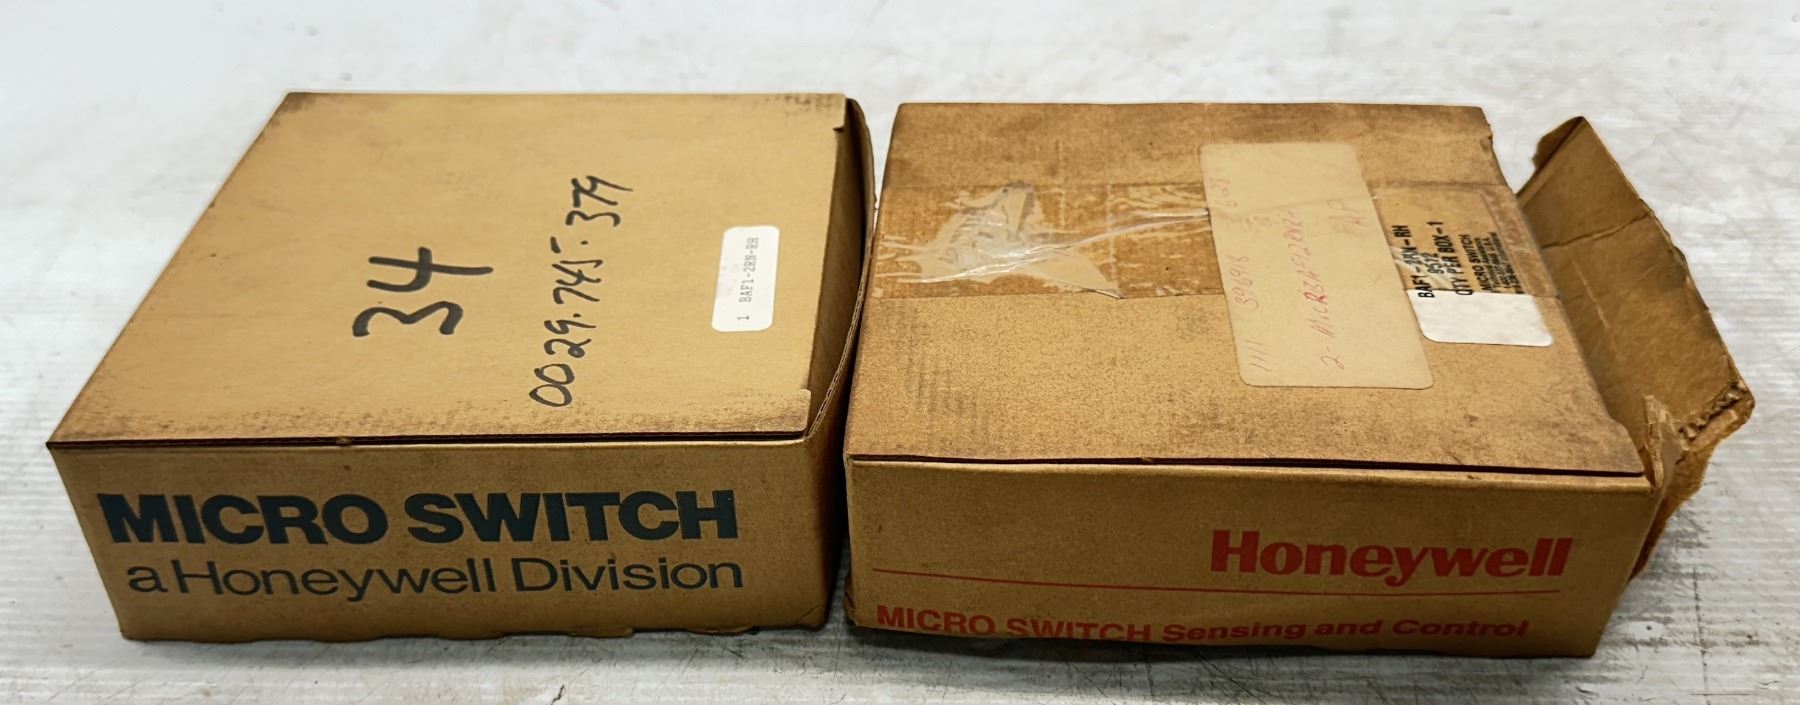 34
0029.745.379
1 BAF1-2RN-RH
MICRO SWITCH
a Honeywell Division
BAF1-2RN-RH
QTY PER BOX-1
MICRO SWITCH
Honeywell
MICRO SWITCH Sensing and Control